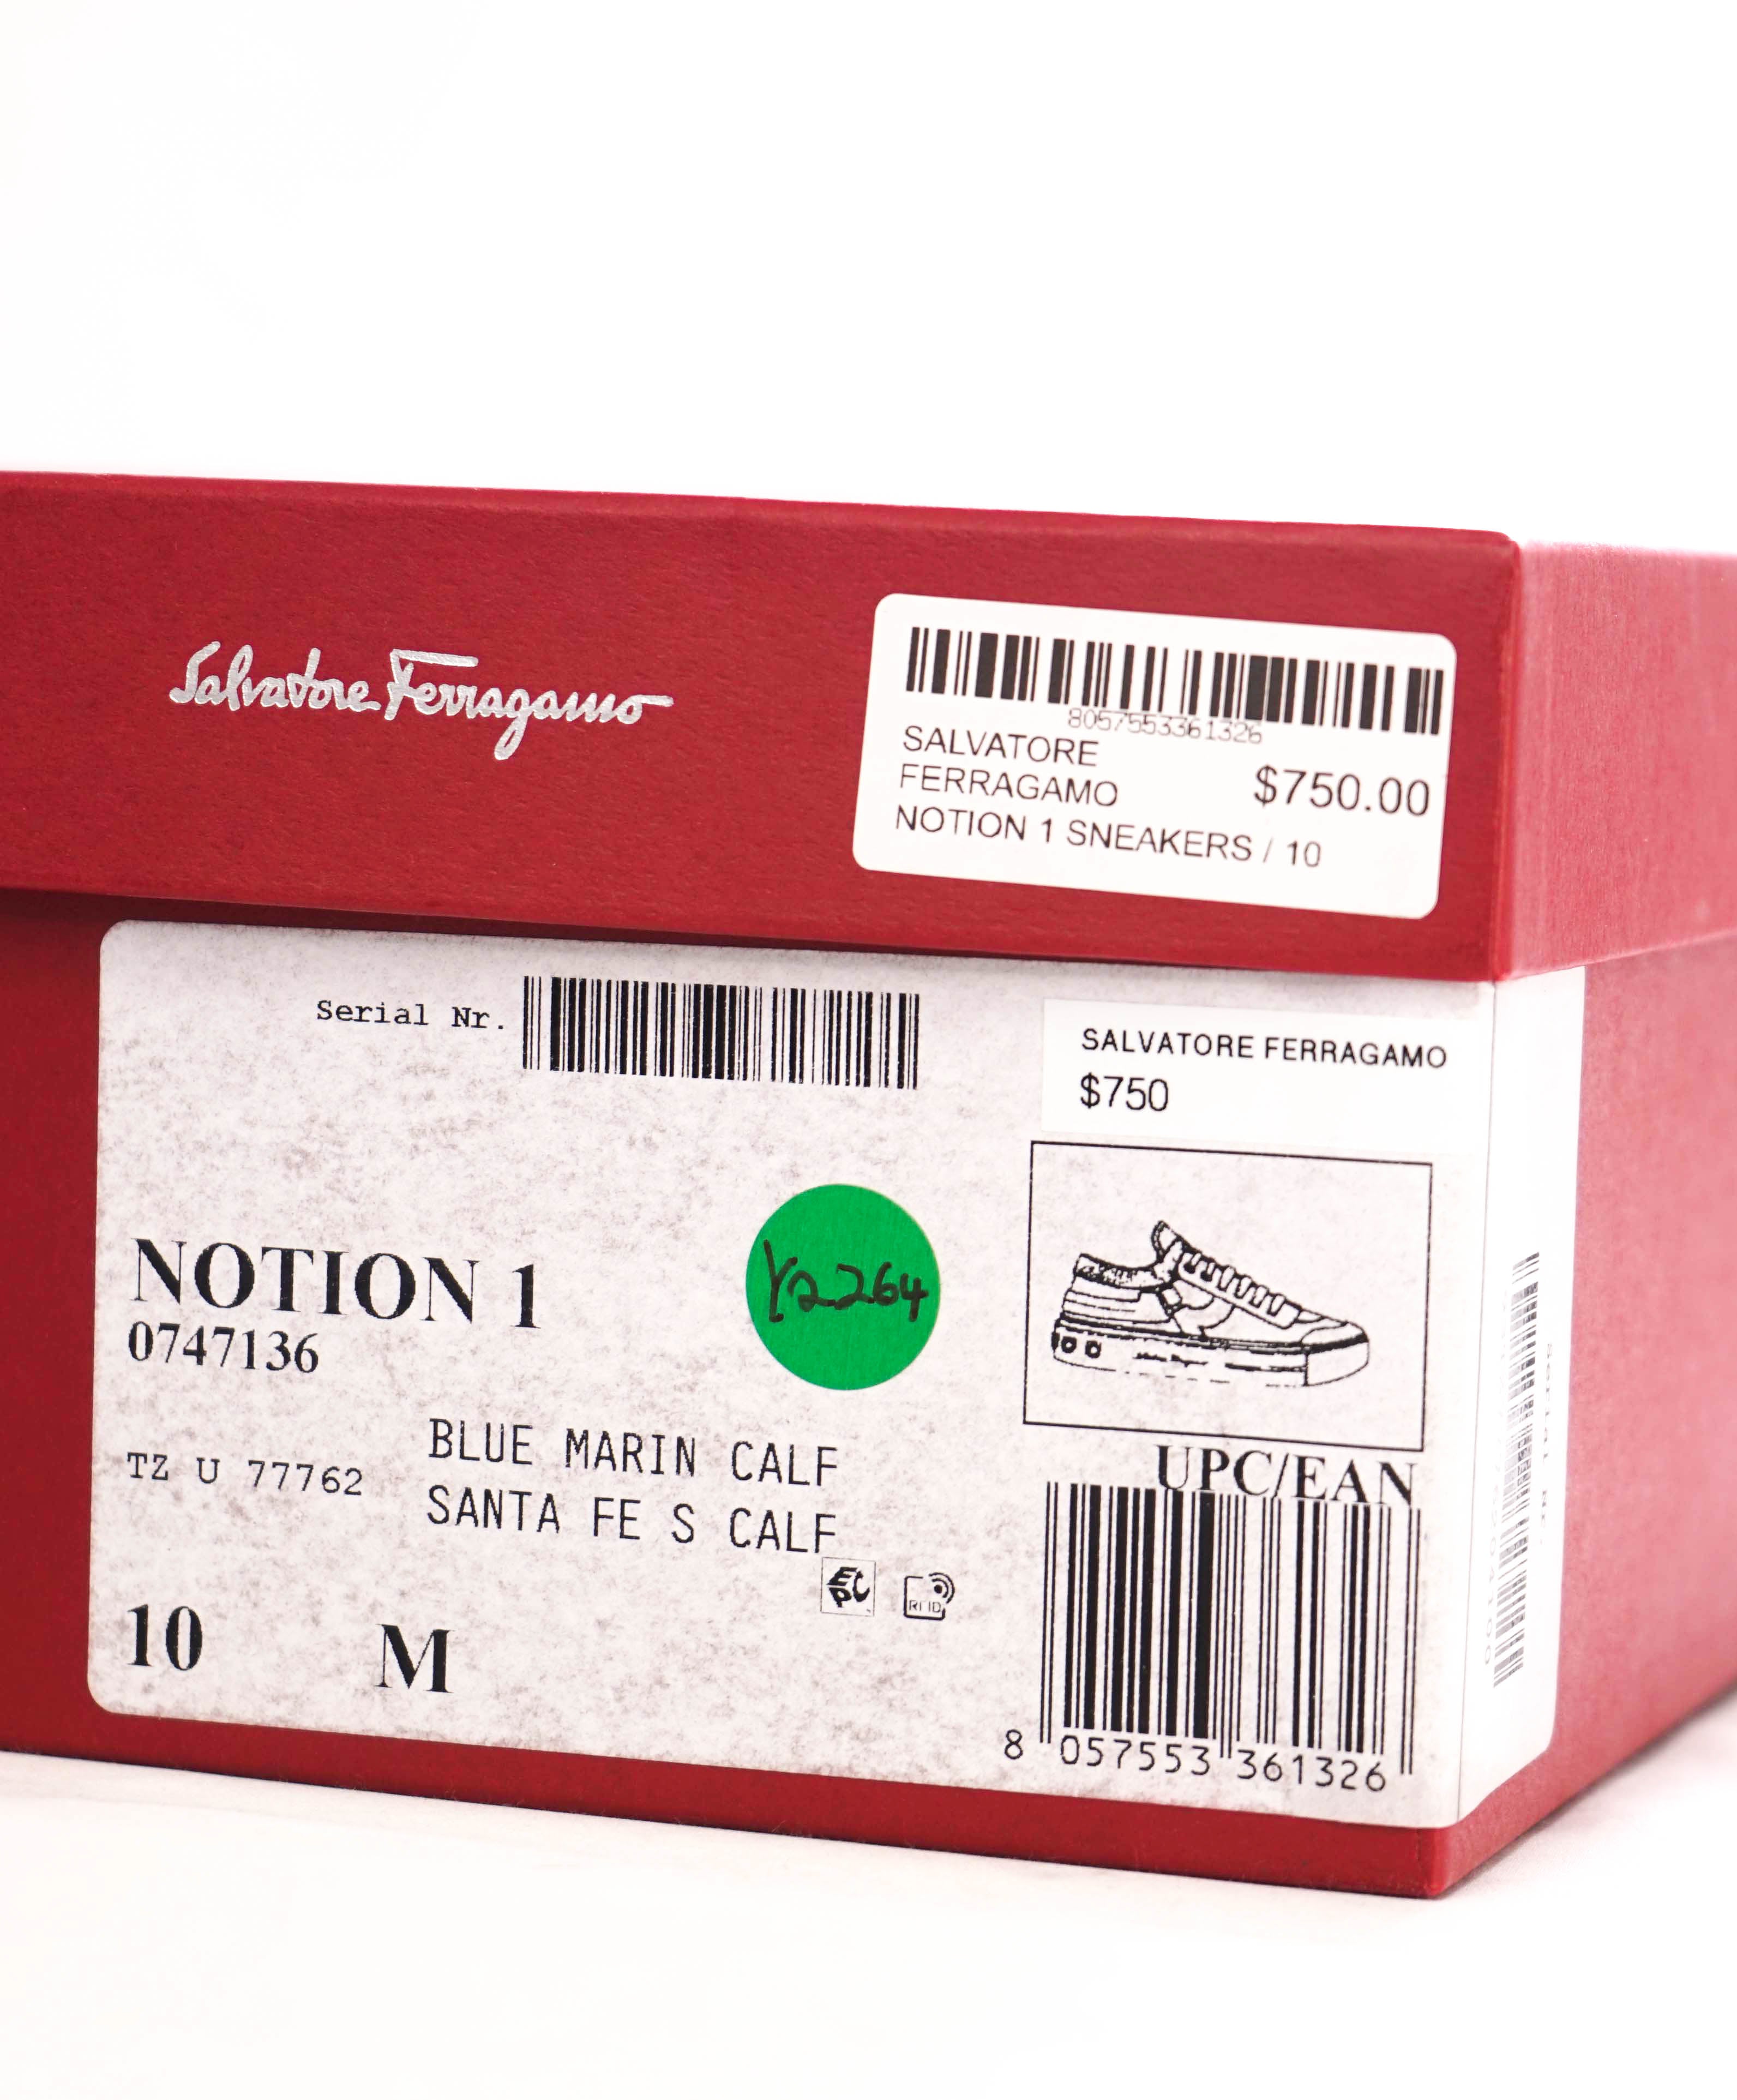 Salvatore Ferragamo
8057553361326
SALVATORE
FERRAGAMO
$750.00
NOTION 1 SNEAKERS / 10
Serial Nr.
SALVATORE FERRAGAMO
$750
NOTION 1
0747136
Y2264
TZ U 77762
BLUE MARIN CALF
SANTA FE S CALF
EPC
RFID
10 M
UPC/EAN
8 057553 361326